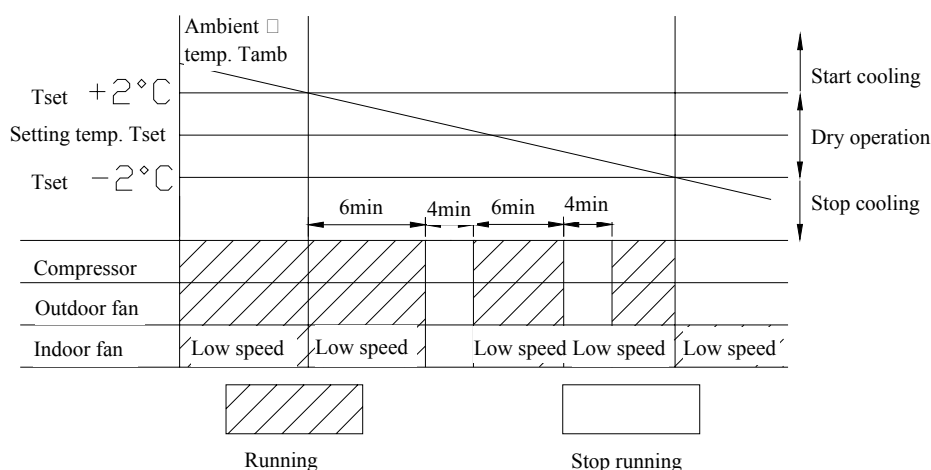 Ambient □
temp. Tamb
Start cooling
Tset +2°C
Setting temp. Tset
Dry operation
Tset −2°C
Stop cooling
6min 4min 6min 4min
Compressor
Outdoor fan
Indoor fan Low speed Low speed Low speed Low speed Low speed
Running Stop running